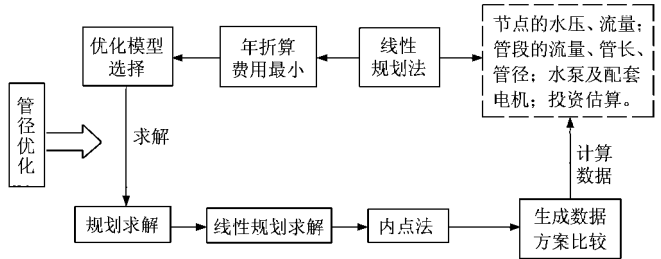 优化模型
选择
年折算
费用最小
线性
规划法
节点的水压、流量；
管段的流量、管长、
管径；水泵及配套
电机；投资估算。
管
径
优
化
求解
计算
数据
规划求解
线性规划求解
内点法
生成数据
方案比较